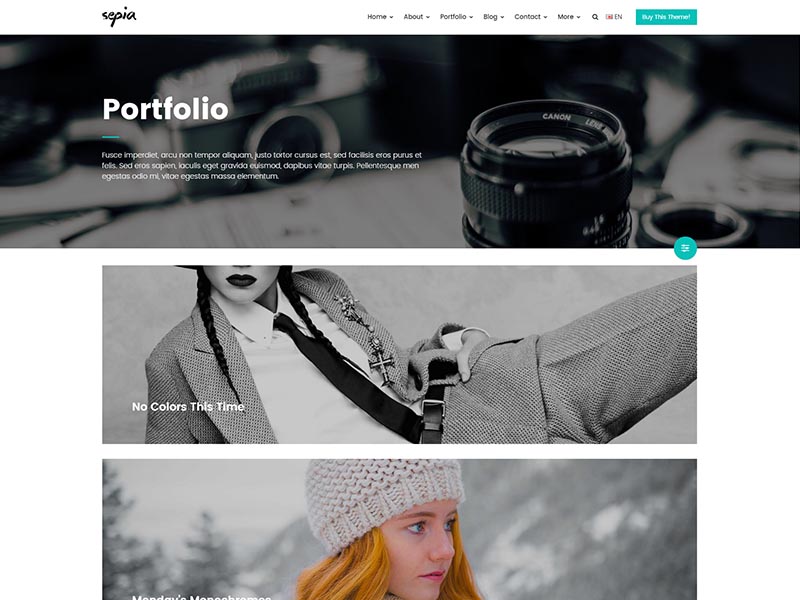 sepia
Home About Portfolio Blog Contact More EN Buy This Theme!
Portfolio
Fusce imperdiet, arcu non tempor aliquam, justo tortor cursus est, sed facilisis eros purus et
felis. Sed eros sapien, iaculis eget gravida euismod, dapibus vitae turpis. Pellentesque men
egestas odio mi, vitae egestas massa elementum.
CANON LENS
No Colors This Time
Monday's Monochromes